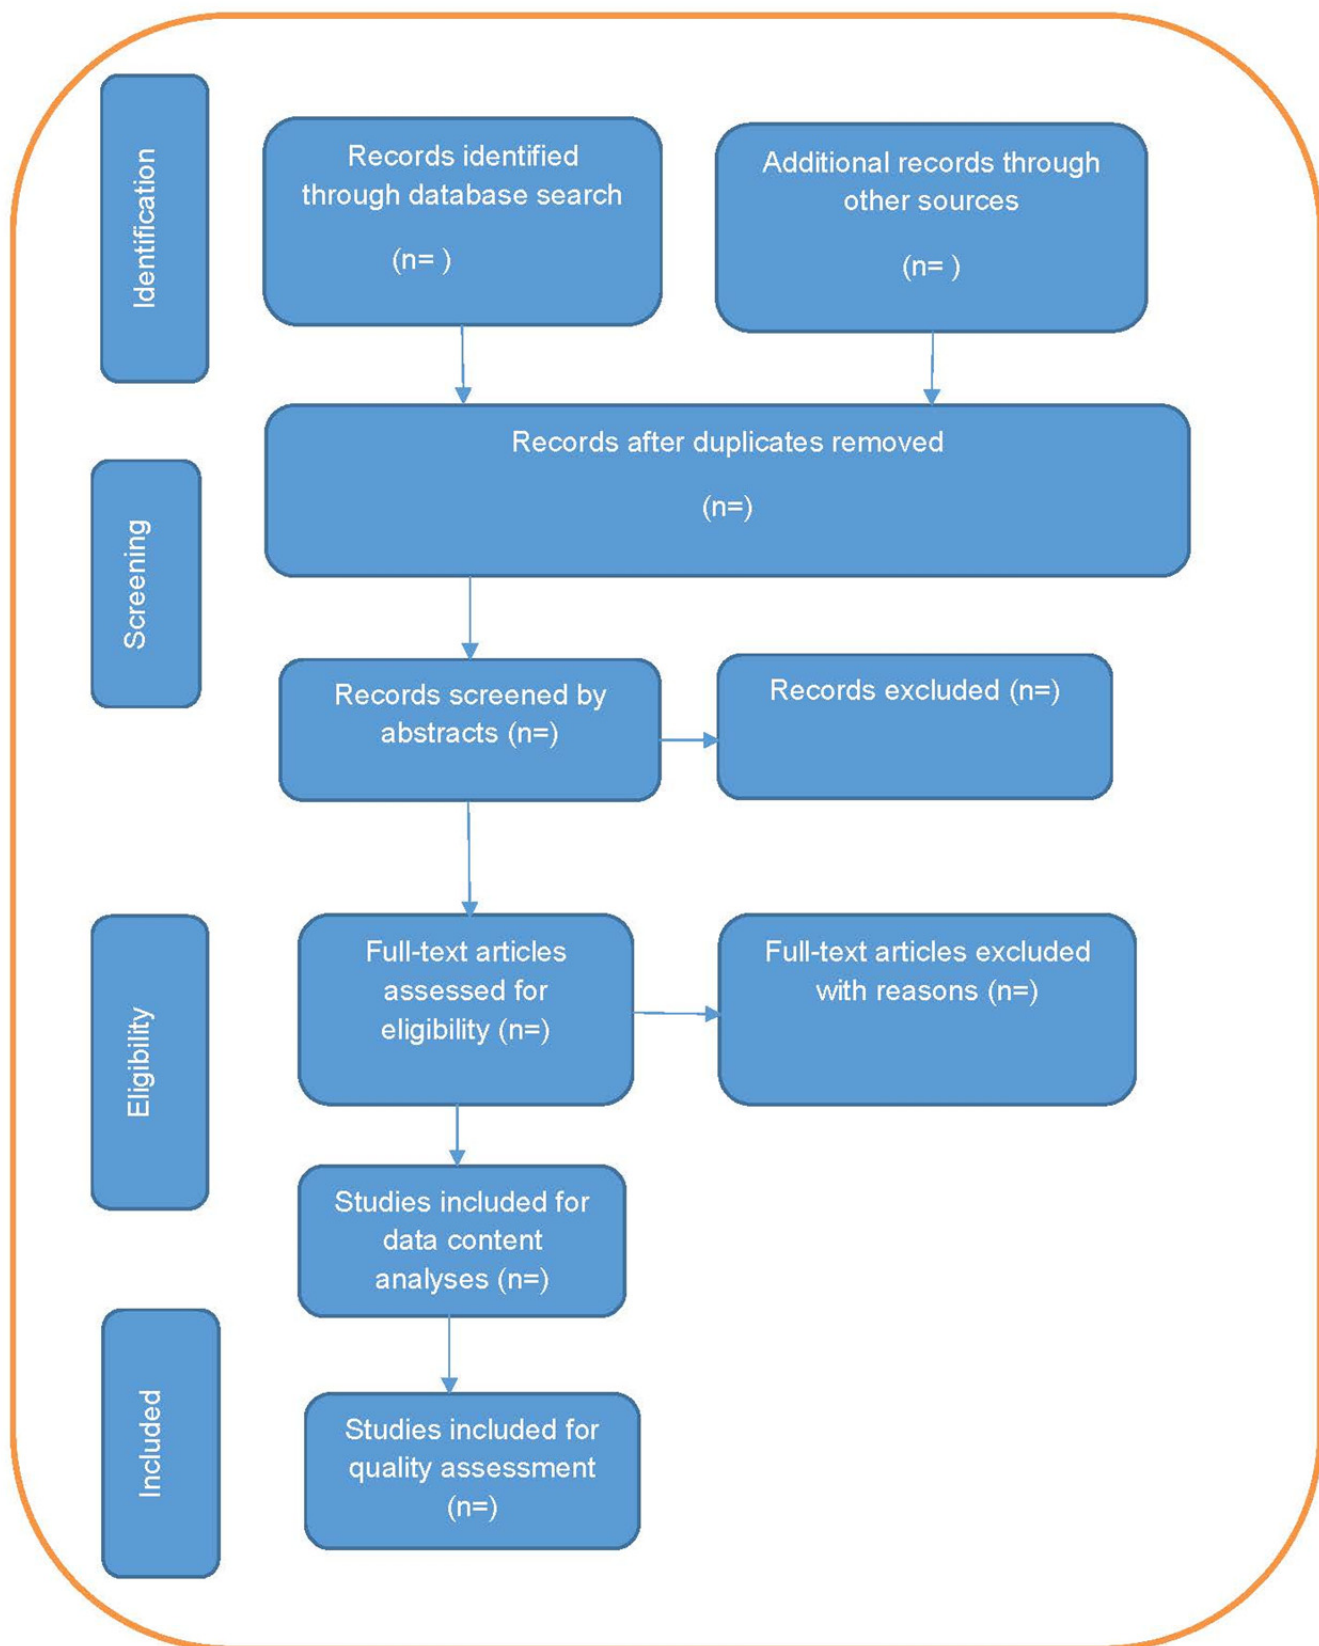 Identification
Records identified
through database search
(n= )
Additional records through
other sources
(n= )
Screening
Records after duplicates removed
(n=)
Records screened by
abstracts (n=)
Records excluded (n=)
Eligibility
Full-text articles
assessed for
eligibility (n=)
Full-text articles excluded
with reasons (n=)
Studies included for
data content
analyses (n=)
Included
Studies included for
quality assessment
(n=)